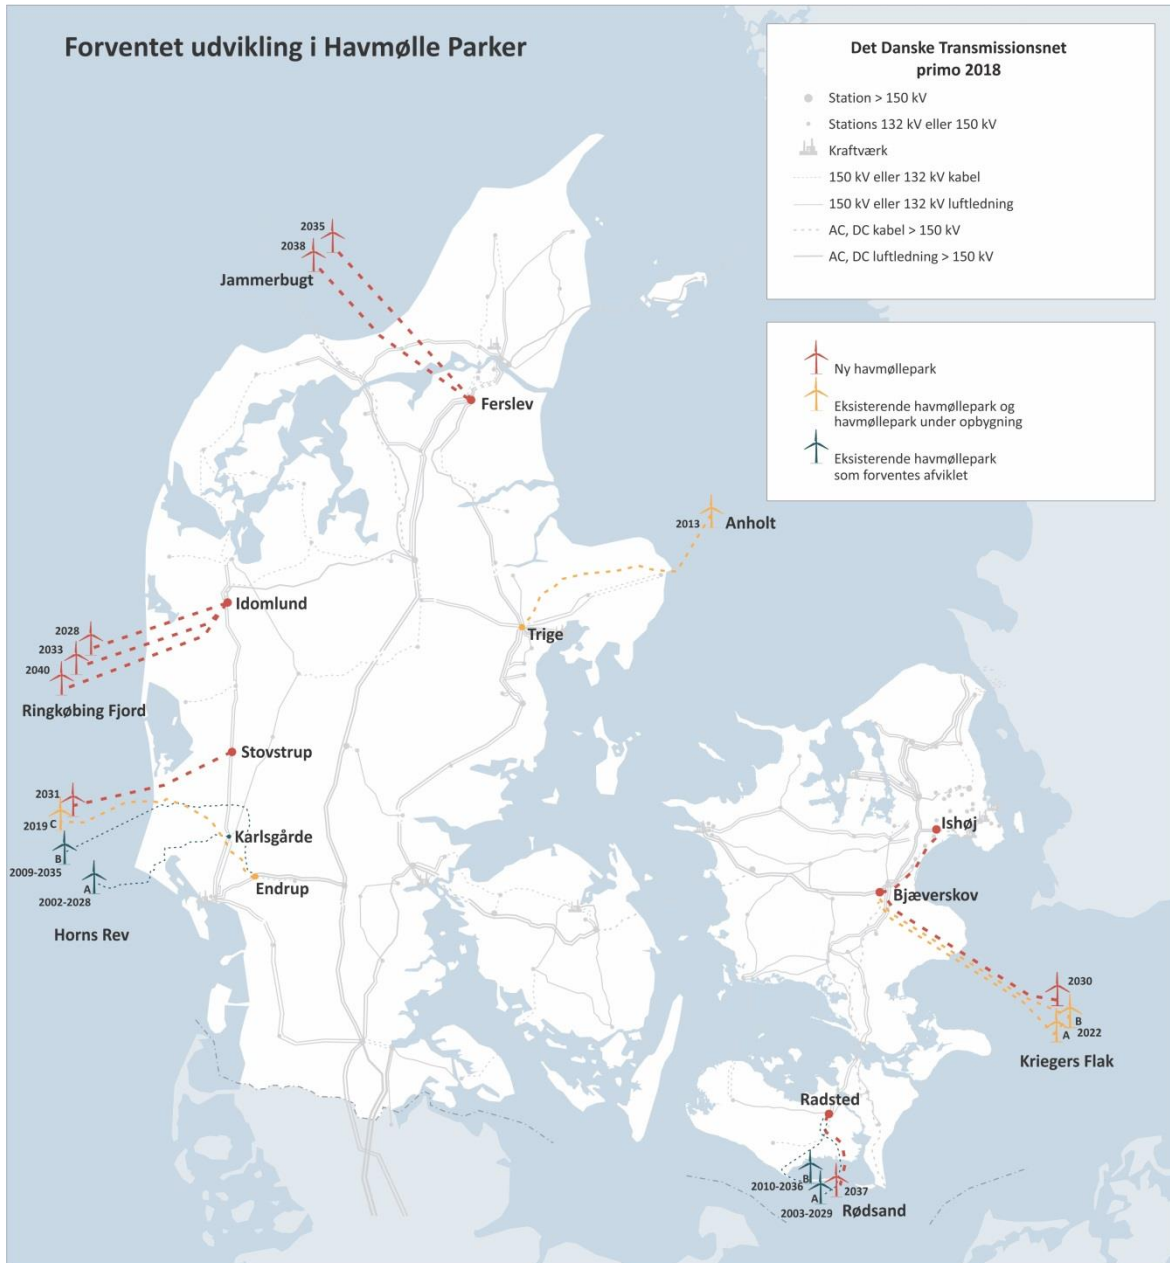 Forventet udvikling i Havmølle Parker
Det Danske Transmissionsnet
primo 2018
Station > 150 kV
Stations 132 kV eller 150 kV
Kraftværk
150 kV eller 132 kV kabel
150 kV eller 132 kV luftledning
AC, DC kabel > 150 kV
AC, DC luftledning > 150 kV
Ny havmøllepark
Eksisterende havmøllepark og
havmøllepark under opbygning
Eksisterende havmøllepark
som forventes afviklet
2035
2038
Jammerbugt
Ferslev
2013
Anholt
Idomlund
Trige
2028
2033
2040
Ringkøbing Fjord
Stovstrup
2031
2019 C
Karlsgårde
B
2009-2035
A
2002-2028
Endrup
Horns Rev
Ishøj
Bjæverskov
2030
B
A 2022
Kriegers Flak
Radsted
B
2010-2036
A
2037
2003-2029
Rødsand